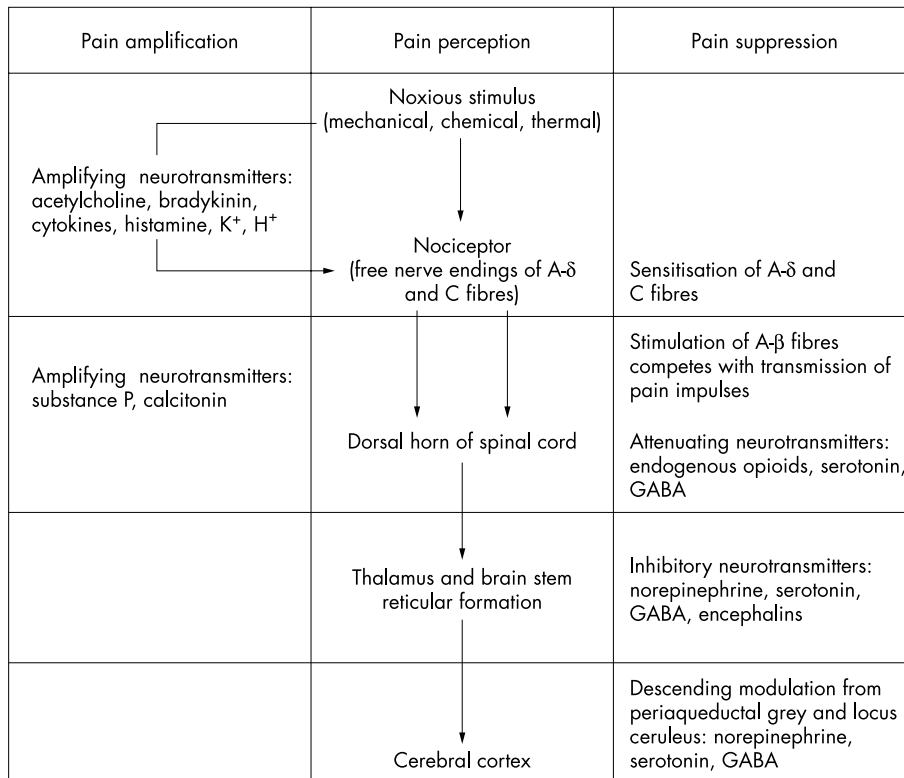 Pain amplification
Pain perception
Pain suppression
Noxious stimulus
(mechanical, chemical, thermal)
Amplifying neurotransmitters:
acetylcholine, bradykinin,
cytokines, histamine, K⁺, H⁺
Nociceptor
(free nerve endings of A-δ
and C fibres)
Sensitisation of A-δ and
C fibres
Amplifying neurotransmitters:
substance P, calcitonin
Dorsal horn of spinal cord
Stimulation of A-β fibres
competes with transmission of
pain impulses
Attenuating neurotransmitters:
endogenous opioids, serotonin,
GABA
Thalamus and brain stem
reticular formation
Inhibitory neurotransmitters:
norepinephrine, serotonin,
GABA, encephalins
Cerebral cortex
Descending modulation from
periaqueductal grey and locus
ceruleus: norepinephrine,
serotonin, GABA